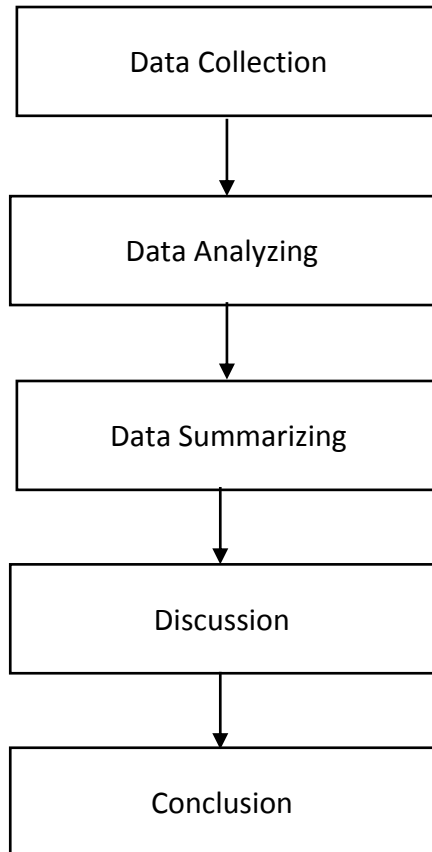 Data Collection
Data Analyzing
Data Summarizing
Discussion
Conclusion